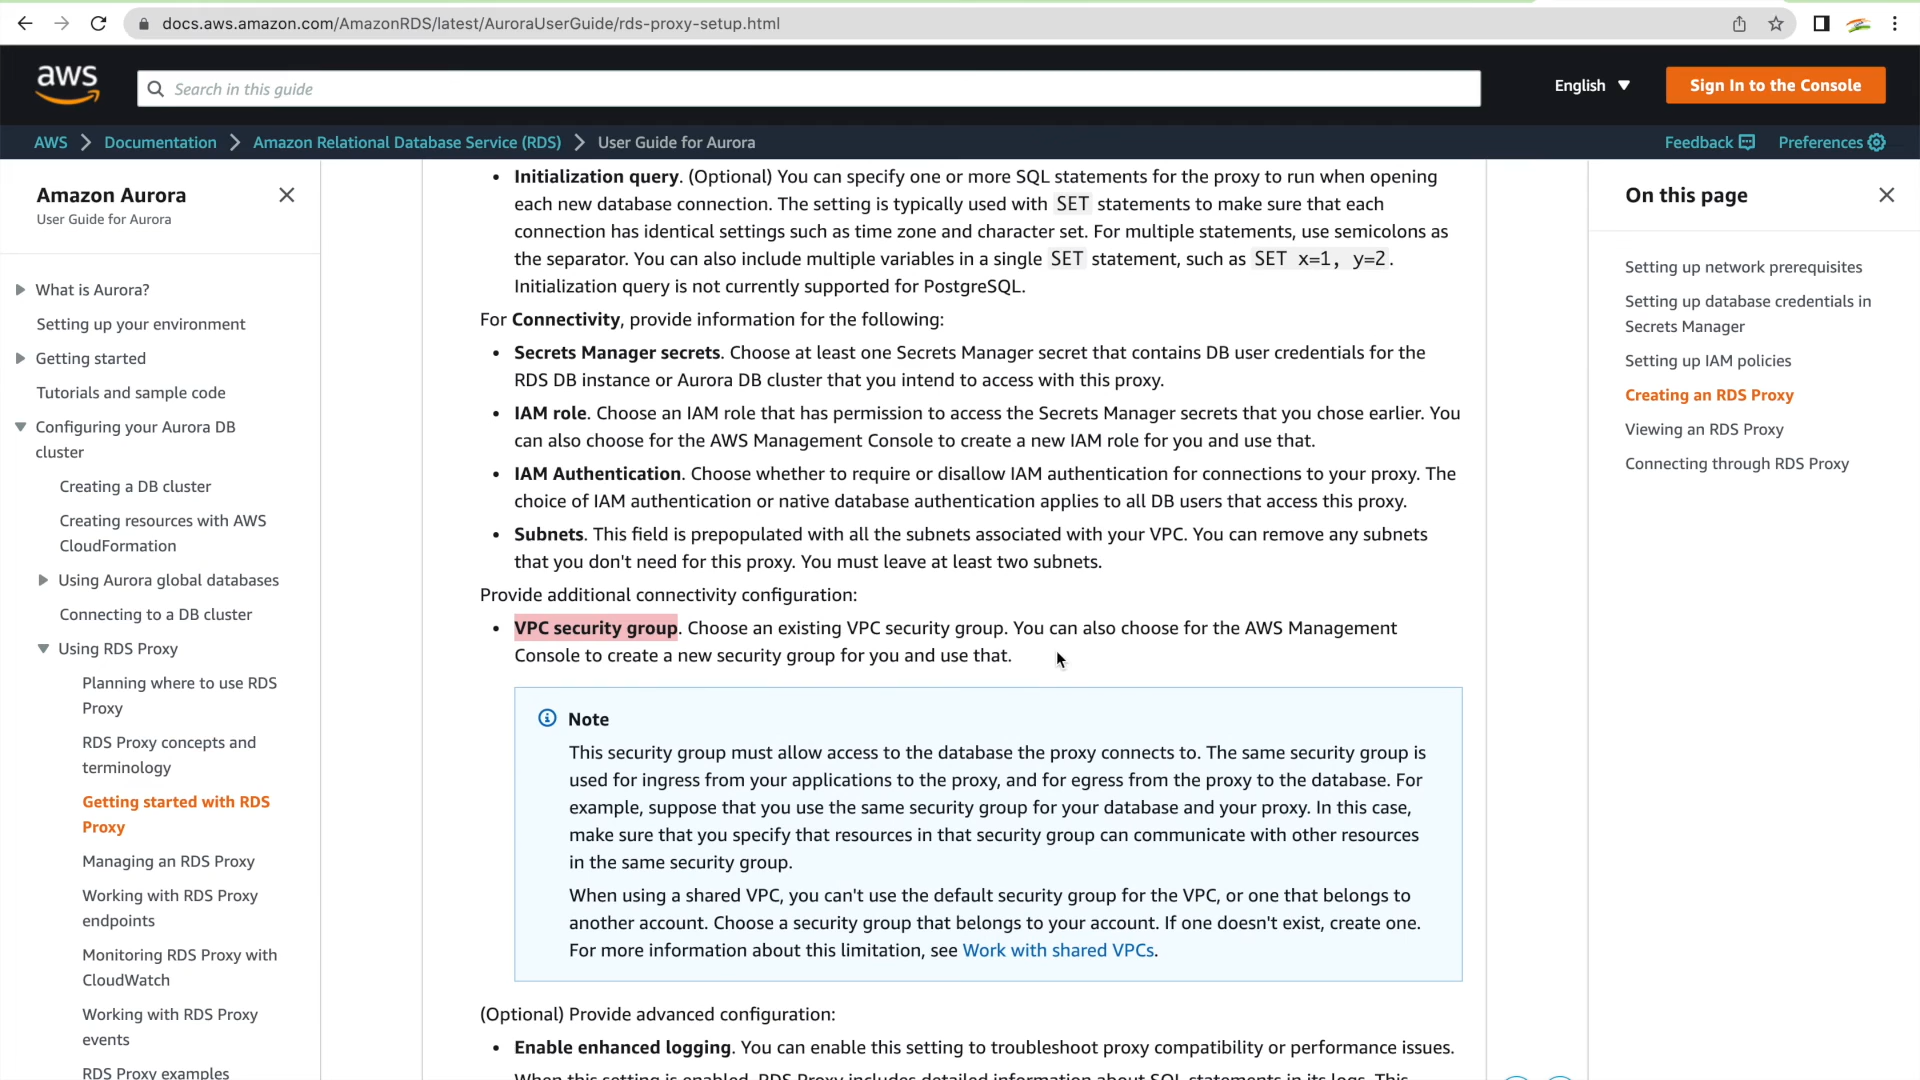 docs.aws.amazon.com/AmazonRDS/latest/AuroraUserGuide/rds-proxy-setup.html
aws
Search in this guide
English
Sign In to the Console
AWS
Documentation
Amazon Relational Database Service (RDS)
User Guide for Aurora
Feedback
Preferences
Amazon Aurora
User Guide for Aurora
What is Aurora?
Setting up your environment
Getting started
Tutorials and sample code
Configuring your Aurora DB
cluster
Creating a DB cluster
Creating resources with AWS
CloudFormation
Using Aurora global databases
Connecting to a DB cluster
Using RDS Proxy
Planning where to use RDS
Proxy
RDS Proxy concepts and
terminology
Getting started with RDS
Proxy
Managing an RDS Proxy
Working with RDS Proxy
endpoints
Monitoring RDS Proxy with
CloudWatch
Working with RDS Proxy
events
RDS Proxy examples
• Initialization query. (Optional) You can specify one or more SQL statements for the proxy to run when opening
each new database connection. The setting is typically used with SET statements to make sure that each
connection has identical settings such as time zone and character set. For multiple statements, use semicolons as
the separator. You can also include multiple variables in a single SET statement, such as SET x=1, y=2.
Initialization query is not currently supported for PostgreSQL.
For Connectivity, provide information for the following:
• Secrets Manager secrets. Choose at least one Secrets Manager secret that contains DB user credentials for the
RDS DB instance or Aurora DB cluster that you intend to access with this proxy.
• IAM role. Choose an IAM role that has permission to access the Secrets Manager secrets that you chose earlier. You
can also choose for the AWS Management Console to create a new IAM role for you and use that.
• IAM Authentication. Choose whether to require or disallow IAM authentication for connections to your proxy. The
choice of IAM authentication or native database authentication applies to all DB users that access this proxy.
• Subnets. This field is prepopulated with all the subnets associated with your VPC. You can remove any subnets
that you don't need for this proxy. You must leave at least two subnets.
Provide additional connectivity configuration:
• VPC security group. Choose an existing VPC security group. You can also choose for the AWS Management
Console to create a new security group for you and use that.
Note
This security group must allow access to the database the proxy connects to. The same security group is
used for ingress from your applications to the proxy, and for egress from the proxy to the database. For
example, suppose that you use the same security group for your database and your proxy. In this case,
make sure that you specify that resources in that security group can communicate with other resources
in the same security group.
When using a shared VPC, you can't use the default security group for the VPC, or one that belongs to
another account. Choose a security group that belongs to your account. If one doesn't exist, create one.
For more information about this limitation, see Work with shared VPCs.
(Optional) Provide advanced configuration:
• Enable enhanced logging. You can enable this setting to troubleshoot proxy compatibility or performance issues.
When this setting is enabled, RDS Proxy includes detailed information about SQL statements in its logs. This
On this page
Setting up network prerequisites
Setting up database credentials in
Secrets Manager
Setting up IAM policies
Creating an RDS Proxy
Viewing an RDS Proxy
Connecting through RDS Proxy